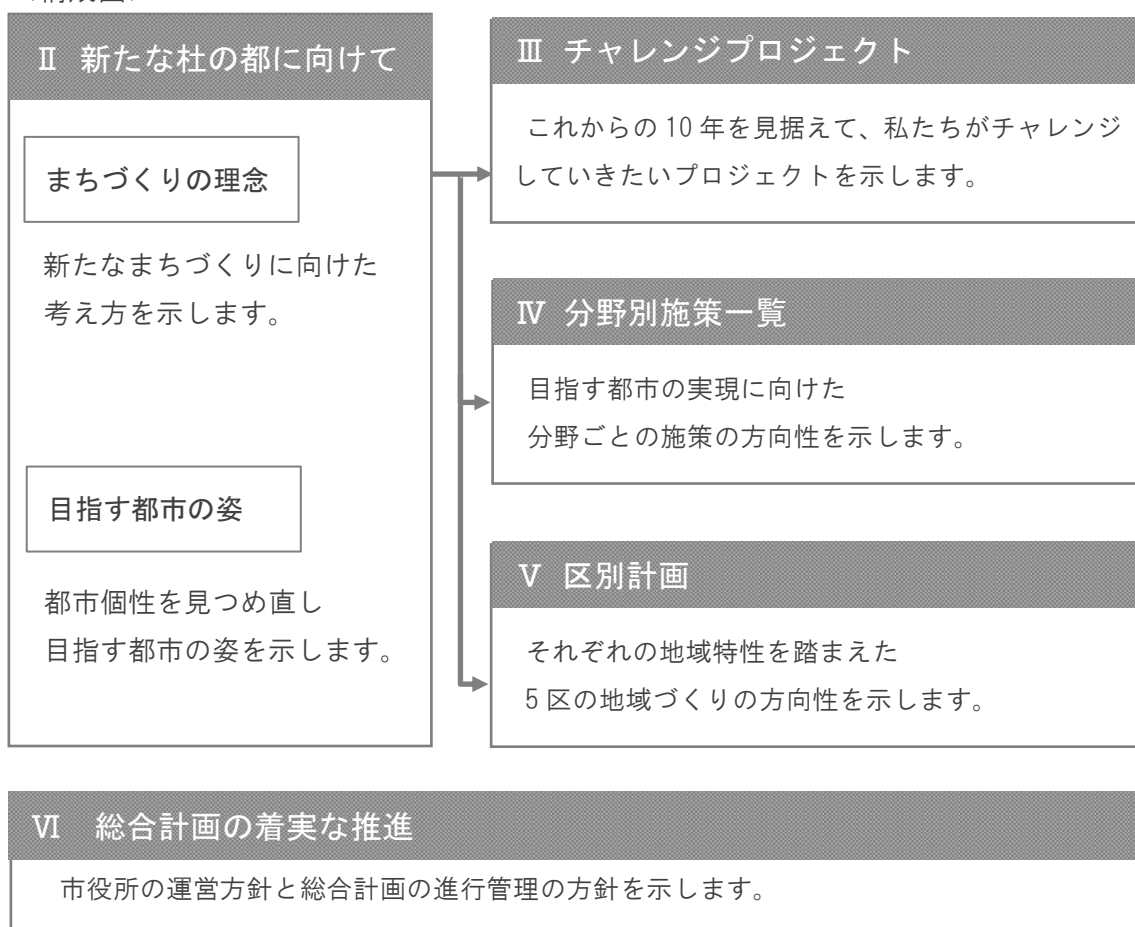 Ⅱ 新たな杜の都に向けて
まちづくりの理念
新たなまちづくりに向けた
考え方を示します。
目指す都市の姿
都市個性を見つめ直し
目指す都市の姿を示します。
Ⅲ チャレンジプロジェクト
これからの10年を見据えて、私たちがチャレンジ
していきたいプロジェクトを示します。
Ⅳ 分野別施策一覧
目指す都市の実現に向けた
分野ごとの施策の方向性を示します。
Ⅴ 区別計画
それぞれの地域特性を踏まえた
5区の地域づくりの方向性を示します。
Ⅵ 総合計画の着実な推進
市役所の運営方針と総合計画の進行管理の方針を示します。